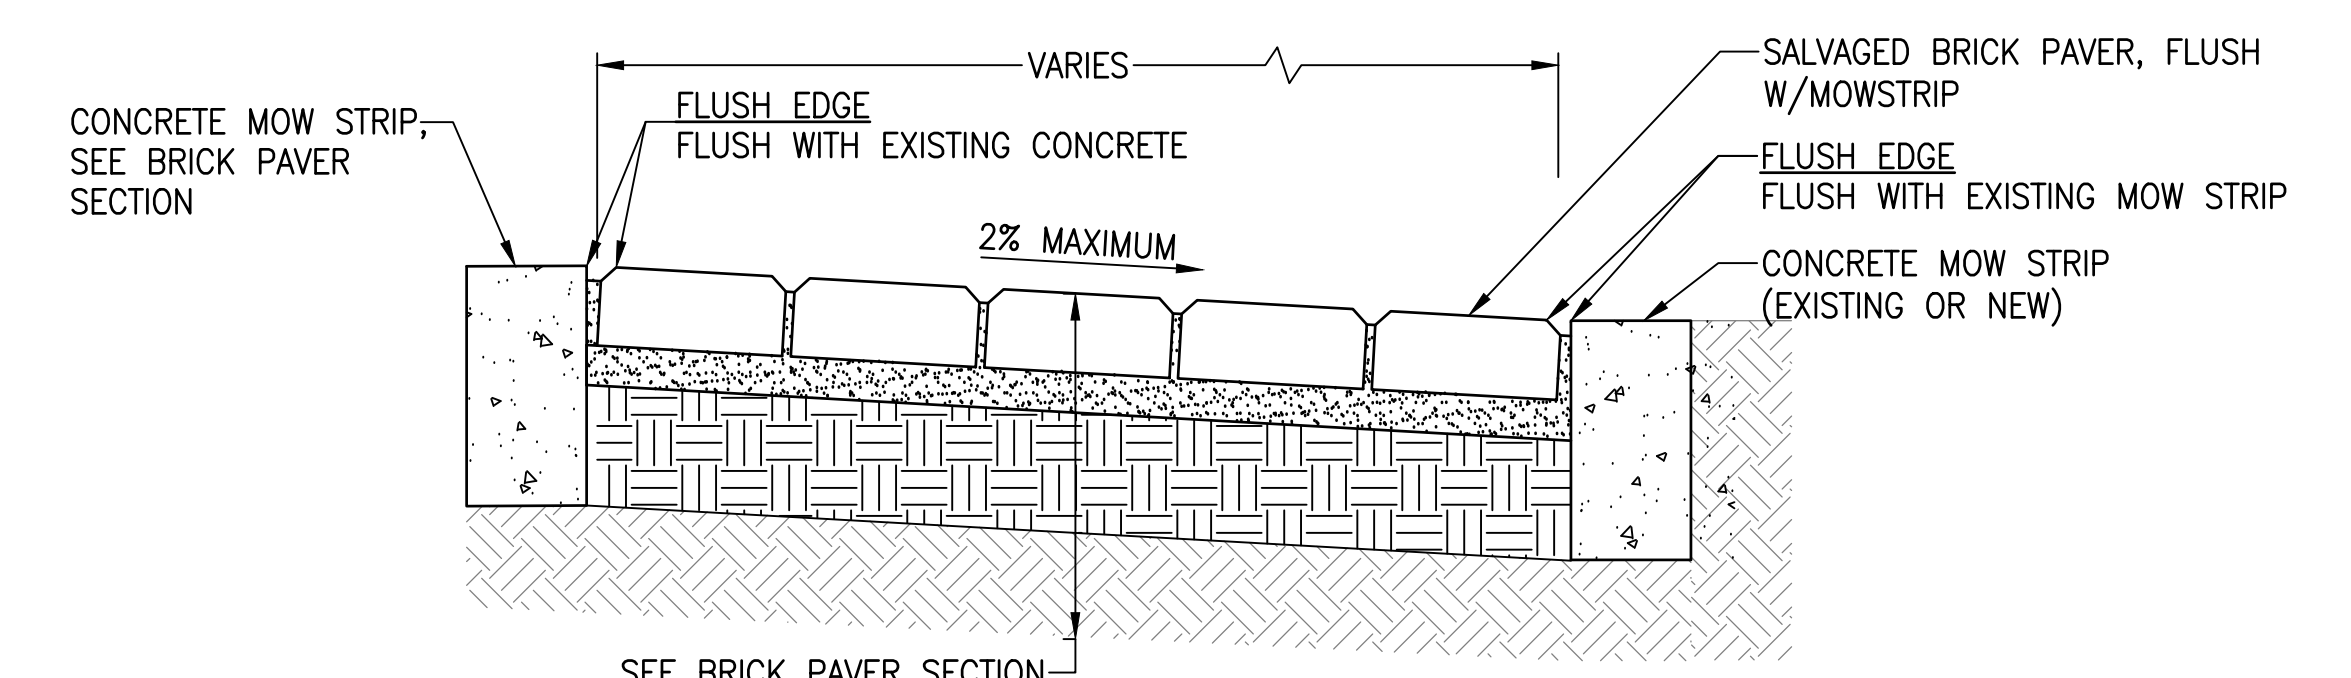 VARIES
SALVAGED BRICK PAVER, FLUSH
W/MOWSTRIP
CONCRETE MOW STRIP,
SEE BRICK PAVER
SECTION
FLUSH EDGE
FLUSH WITH EXISTING CONCRETE
FLUSH EDGE
FLUSH WITH EXISTING MOW STRIP
2% MAXIMUM
CONCRETE MOW STRIP
(EXISTING OR NEW)
SEE BRICK PAVER SECTION